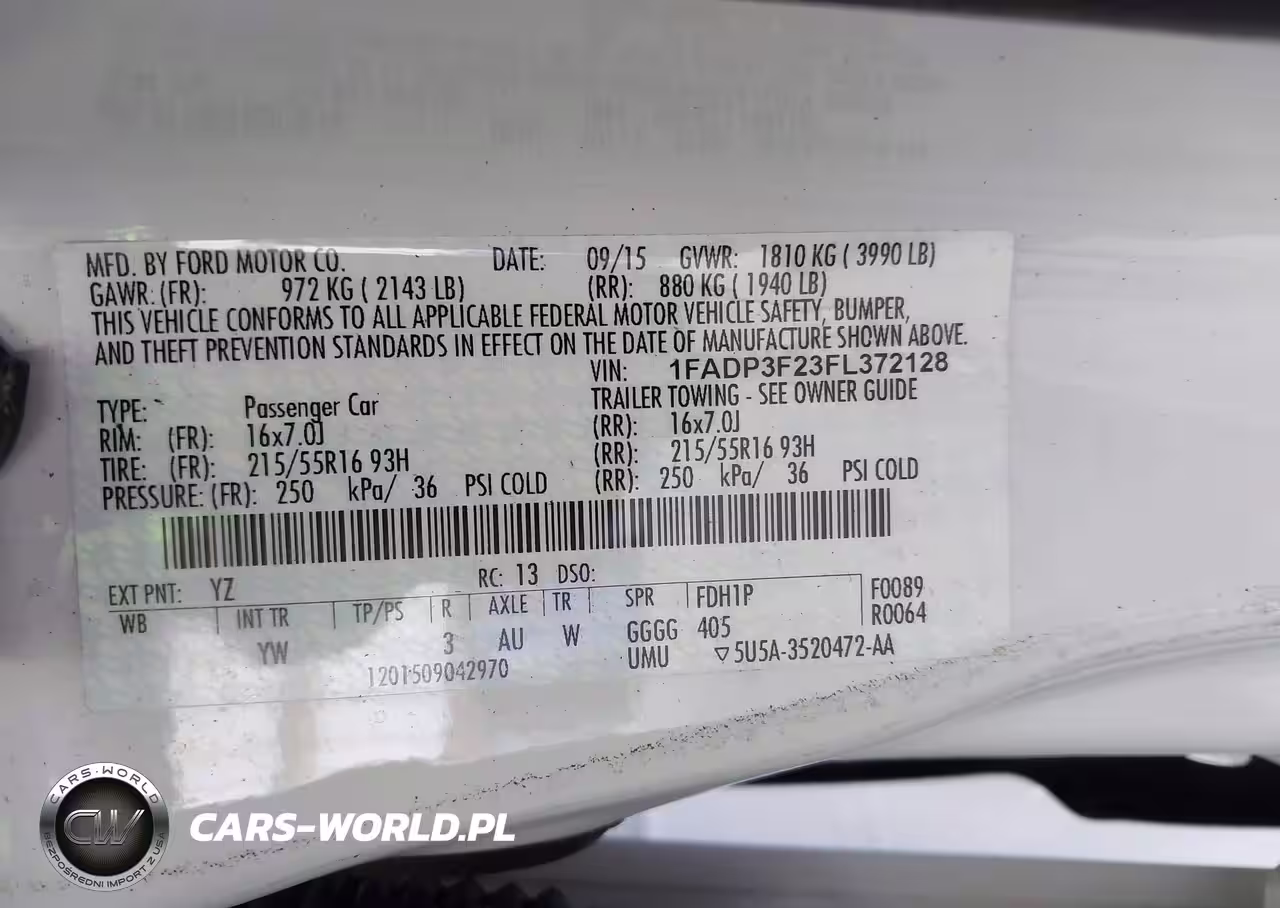 MFD. BY FORD MOTOR CO. DATE: 09/15 GVWR: 1810 KG ( 3990 LB)
GAWR: (FR): 972 KG ( 2143 LB) (RR): 880 KG ( 1940 LB)
THIS VEHICLE CONFORMS TO ALL APPLICABLE FEDERAL MOTOR VEHICLE SAFETY, BUMPER,
AND THEFT PREVENTION STANDARDS IN EFFECT ON THE DATE OF MANUFACTURE SHOWN ABOVE.
VIN: 1FADP3F23FL372128
TRAILER TOWING - SEE OWNER GUIDE
TYPE: Passenger Car
RIM: (FR): 16x7.0J (RR): 16x7.0J
TIRE: (FR): 215/55R16 93H (RR): 215/55R16 93H
PRESSURE: (FR): 250 kPa/ 36 PSI COLD (RR): 250 kPa/ 36 PSI COLD
EXT PNT: YZ RC: 13 DSO:
WB INT TR TP/PS R AXLE TR SPR FDH1P F0089
YW 3 AU W GGGG 405 R0064
1201509042970 UMU ▽5U5A-3520472-AA
CARS-WORLD
CW
BEZPOŚREDNI IMPORT Z USA
CARS-WORLD.PL